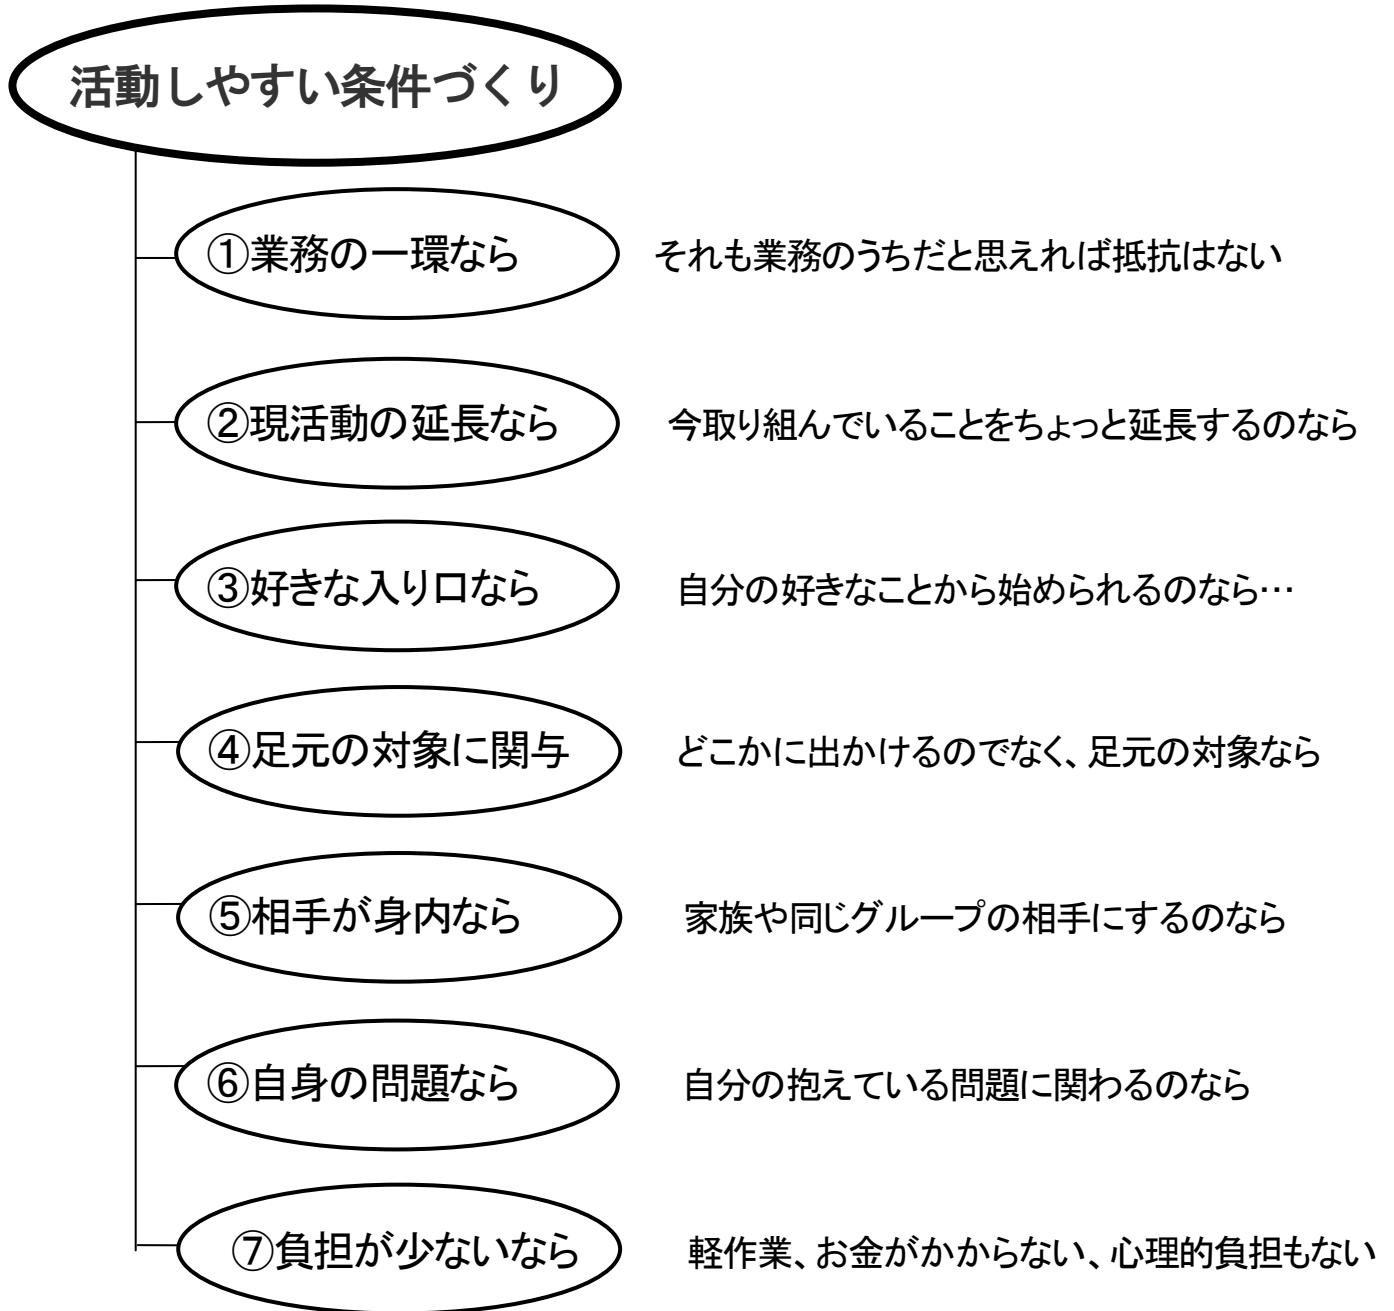 活動しやすい条件づくり
①業務の一環なら
それも業務のうちだと思えれば抵抗はない
②現活動の延長なら
今取り組んでいることをちょっと延長するのなら
③好きな入り口なら
自分の好きなことから始められるのなら…
④足元の対象に関与
どこかに出かけるのでなく、足元の対象なら
⑤相手が身内なら
家族や同じグループの相手にするのなら
⑥自身の問題なら
自分の抱えている問題に関わるのなら
⑦負担が少ないなら
軽作業、お金がかからない、心理的負担もない